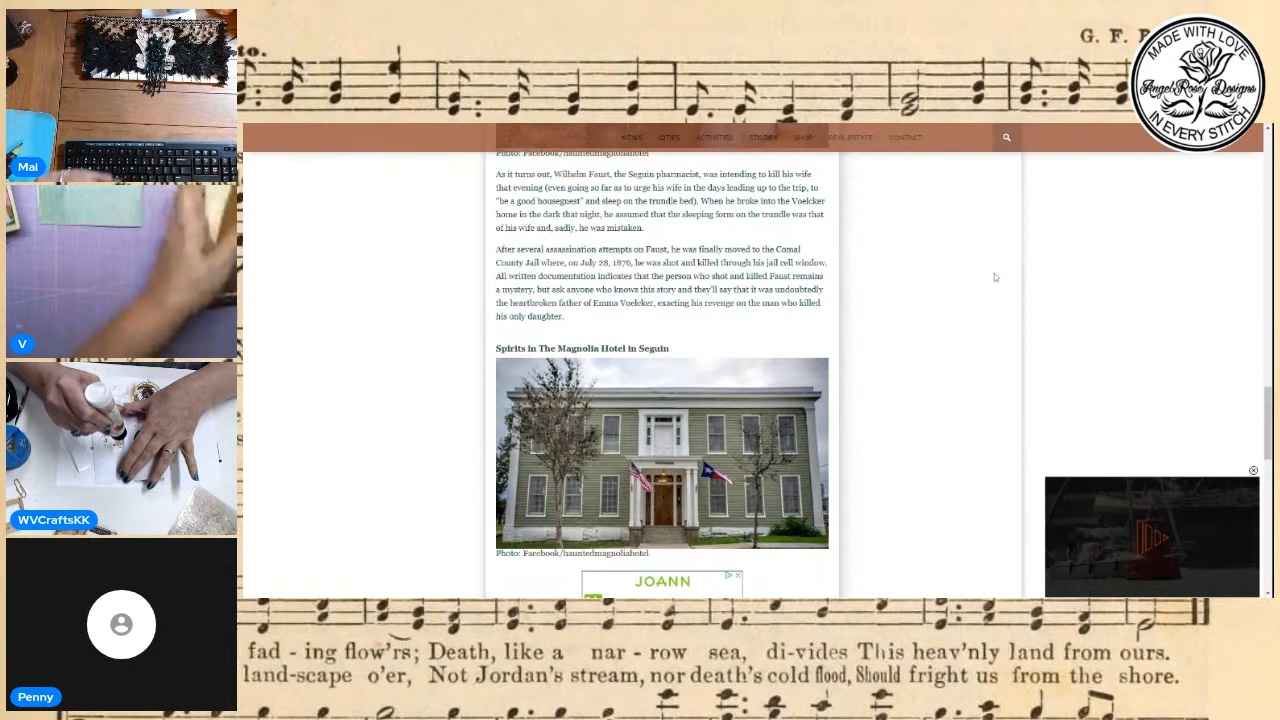 to.
G. F.
MADE WITH LOVE
AngelRose Designs
IN EVERY STITCH
NEWS CITIES ACTIVITIES STORIES SHOP REAL ESTATE CONTACT
Photo: Facebook/hauntedmagnoliahotel
As it turns out, Wilhelm Faust, the Seguin pharmacist, was intending to kill his wife
that evening (even going so far as to urge his wife in the days leading up to the trip, to
“be a good houseguest” and sleep on the trundle bed). When he broke into the Voelcker
home in the dark that night, he assumed that the sleeping form on the trundle was that
of his wife and, sadly, he was mistaken.
After several assassination attempts on Faust, he was finally moved to the Comal
County Jail where, on July 28, 1876, he was shot and killed through his jail cell window.
All written documentation indicates that the person who shot and killed Faust remains
a mystery, but ask anyone who knows this story and they’ll say that it was undoubtedly
the heartbroken father of Emma Voelcker, exacting his revenge on the man who killed
his only daughter.
Spirits in The Magnolia Hotel in Seguin
Photo: Facebook/hauntedmagnoliahotel
JOANN
Mai
V
WVCraftsKK
Penny
fad - ing flow'rs; Death, like a nar - row sea, di-vides This heav'nly land from ours.
land-scape o'er, Not Jordan's stream, nor death's cold flood, Should fright us from the shore.